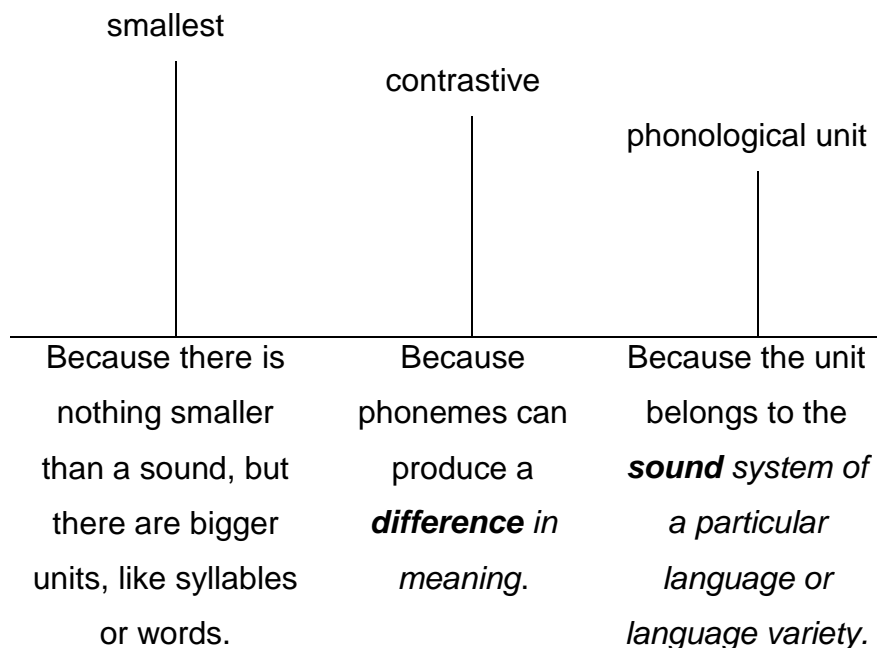 smallest
contrastive
phonological unit
Because there is
nothing smaller
than a sound, but
there are bigger
units, like syllables
or words.
Because
phonemes can
produce a
difference in
meaning.
Because the unit
belongs to the
sound system of
a particular
language or
language variety.